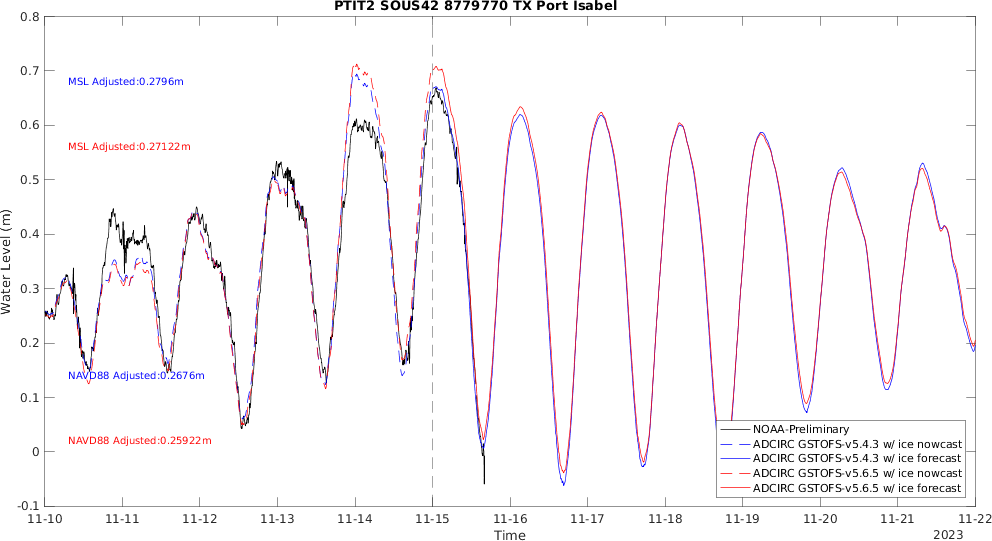 PTIT2 SOUS42 8779770 TX Port Isabel
0.8
0.7
0.6
0.5
0.4
0.3
0.2
0.1
0
-0.1
Water Level (m)
MSL Adjusted:0.2796m
MSL Adjusted:0.27122m
NAVD88 Adjusted:0.2676m
NAVD88 Adjusted:0.25922m
NOAA-Preliminary
ADCIRC GSTOFS-v5.4.3 w/ ice nowcast
ADCIRC GSTOFS-v5.4.3 w/ ice forecast
ADCIRC GSTOFS-v5.6.5 w/ ice nowcast
ADCIRC GSTOFS-v5.6.5 w/ ice forecast
11-10 11-11 11-12 11-13 11-14 11-15 11-16 11-17 11-18 11-19 11-20 11-21 11-22
Time
2023